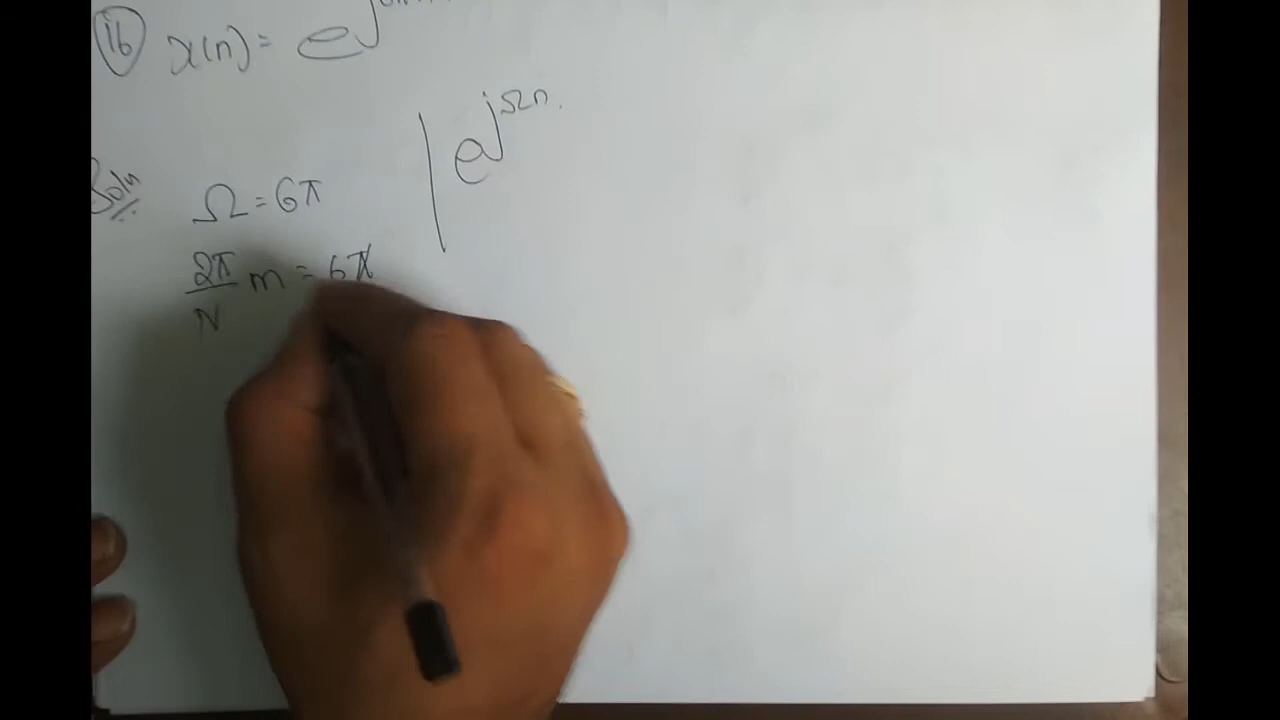 16 x(n) = e^j
| e^jΩn.
Soln Ω = 6π
2π/N m = 6π